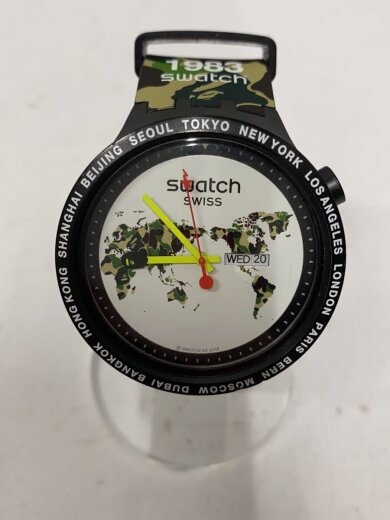 1983
swatch
SHANGHAI BEIJING SEOUL TOKYO NEW YORK LOS ANGELES LONDON PARIS BERN MOSCOW DUBAI BANGKOK HONG KONG
swatch
SWISS
WED 20